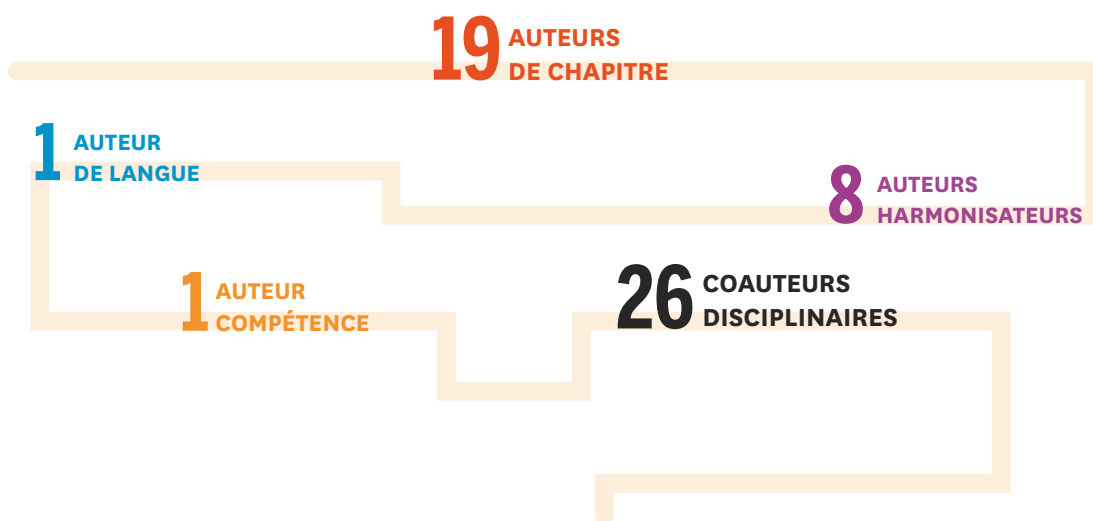 19 AUTEURS
DE CHAPITRE
1 AUTEUR
DE LANGUE
8 AUTEURS
HARMONISATEURS
1 AUTEUR
COMPÉTENCE
26 COAUTEURS
DISCIPLINAIRES